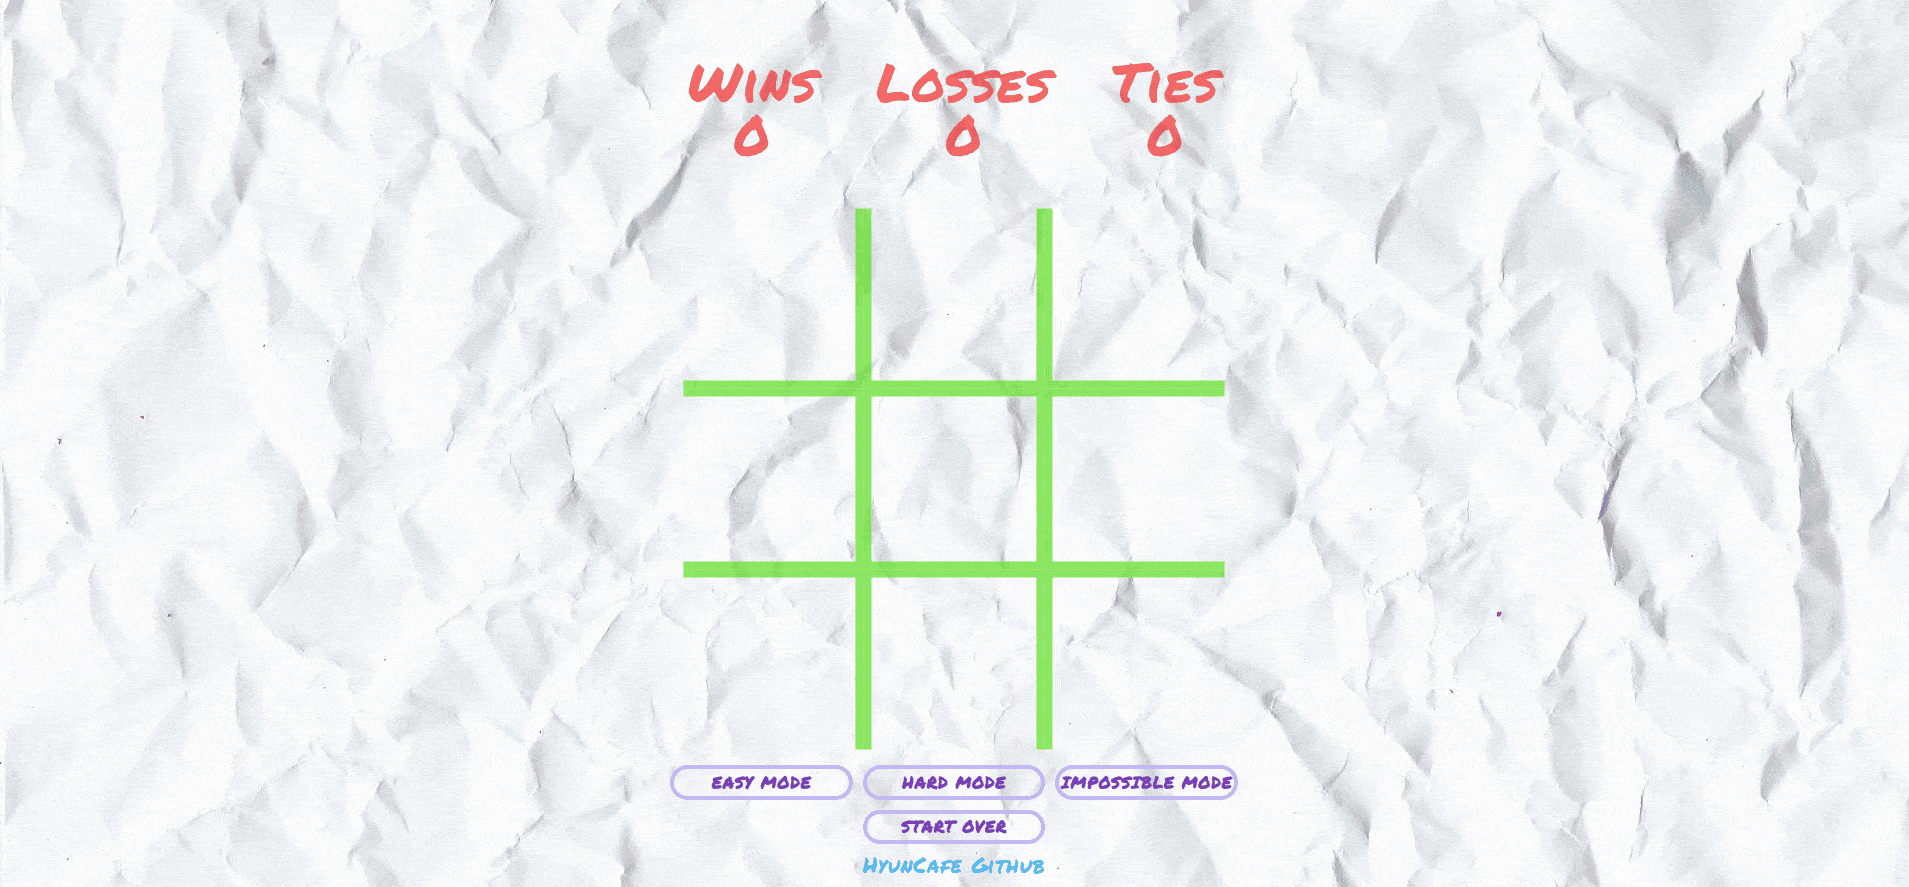 Wins Losses Ties
0 0 0
EASY MODE HARD MODE IMPOSSIBLE MODE
START OVER
HyunCafe Github